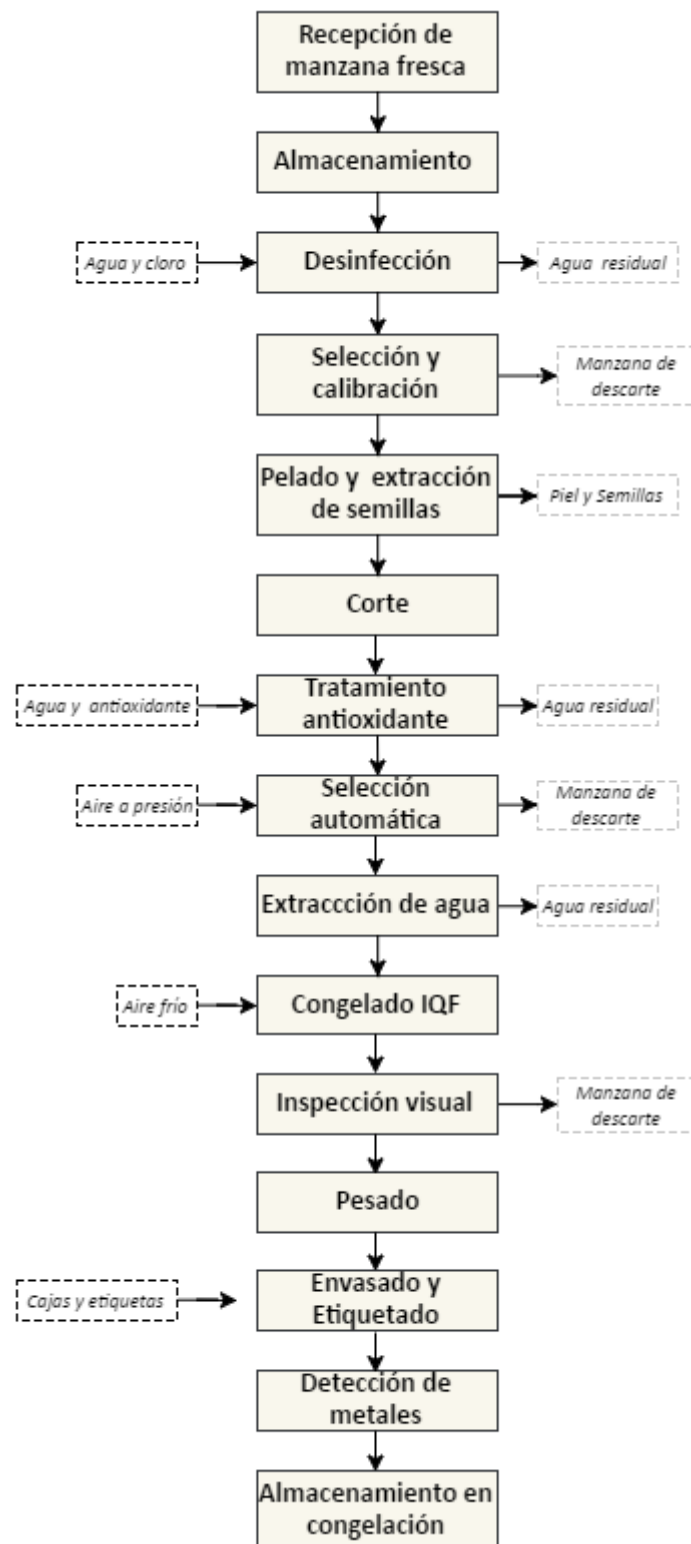 Recepción de
manzana fresca
Almacenamiento
Agua y cloro
Desinfección
Agua residual
Selección y
calibración
Manzana de
descarte
Pelado y extracción
de semillas
Piel y Semillas
Corte
Agua y antioxidante
Tratamiento
antioxidante
Agua residual
Aire a presión
Selección
automática
Manzana de
descarte
Extraccción de agua
Agua residual
Aire frío
Congelado IQF
Inspección visual
Manzana de
descarte
Pesado
Cajas y etiquetas
Envasado y
Etiquetado
Detección de
metales
Almacenamiento en
congelación